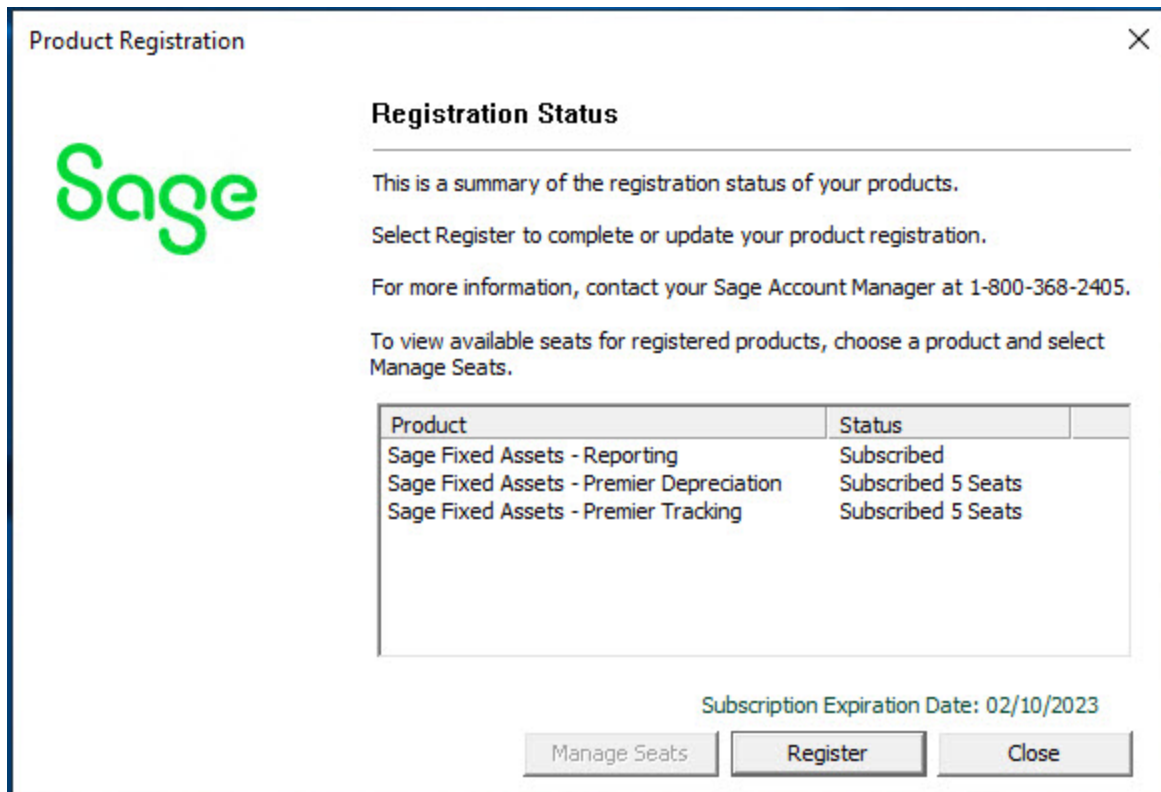 Product Registration
Sage
Registration Status
This is a summary of the registration status of your products.
Select Register to complete or update your product registration.
For more information, contact your Sage Account Manager at 1-800-368-2405.
To view available seats for registered products, choose a product and select
Manage Seats.
Product Status
Sage Fixed Assets - Reporting Subscribed
Sage Fixed Assets - Premier Depreciation Subscribed 5 Seats
Sage Fixed Assets - Premier Tracking Subscribed 5 Seats
Subscription Expiration Date: 02/10/2023
Manage Seats Register Close